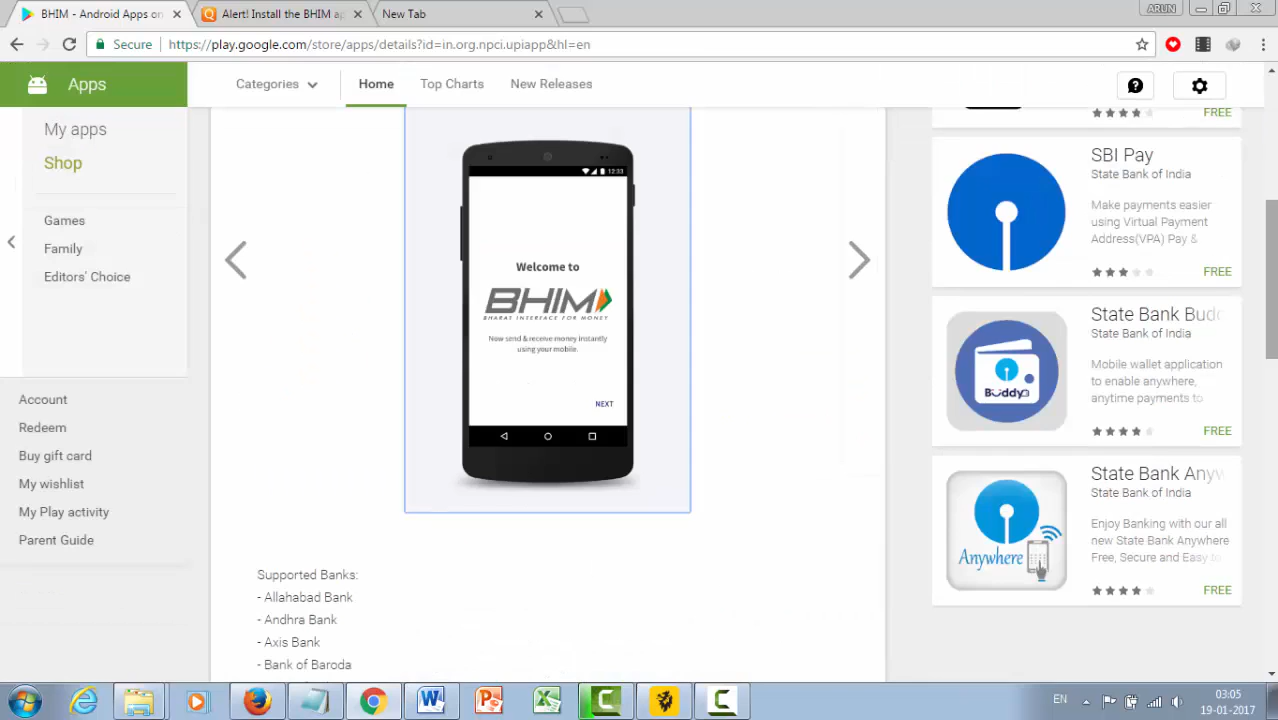 BHIM - Android Apps on
Alert! Install the BHIM ap
New Tab
ARUN
Secure
https://play.google.com/store/apps/details?id=in.org.npci.upiapp&hl=en
Apps
Categories
Home
Top Charts
New Releases
My apps
Shop
Games
Family
Editors' Choice
Account
Redeem
Buy gift card
My wishlist
My Play activity
Parent Guide
12:33
Welcome to
BHIM
BHARAT INTERFACE FOR MONEY
Now send & receive money instantly
using your mobile.
NEXT
Supported Banks:
- Allahabad Bank
- Andhra Bank
- Axis Bank
- Bank of Baroda
FREE
SBI Pay
State Bank of India
Make payments easier
using Virtual Payment
Address(VPA) Pay &
FREE
Buddy
State Bank Budd
State Bank of India
Mobile wallet application
to enable anywhere,
anytime payments to
FREE
Anywhere
State Bank Anyw
State Bank of India
Enjoy Banking with our all
new State Bank Anywhere
Free, Secure and Easy to
FREE
EN
03:05
19-01-2017